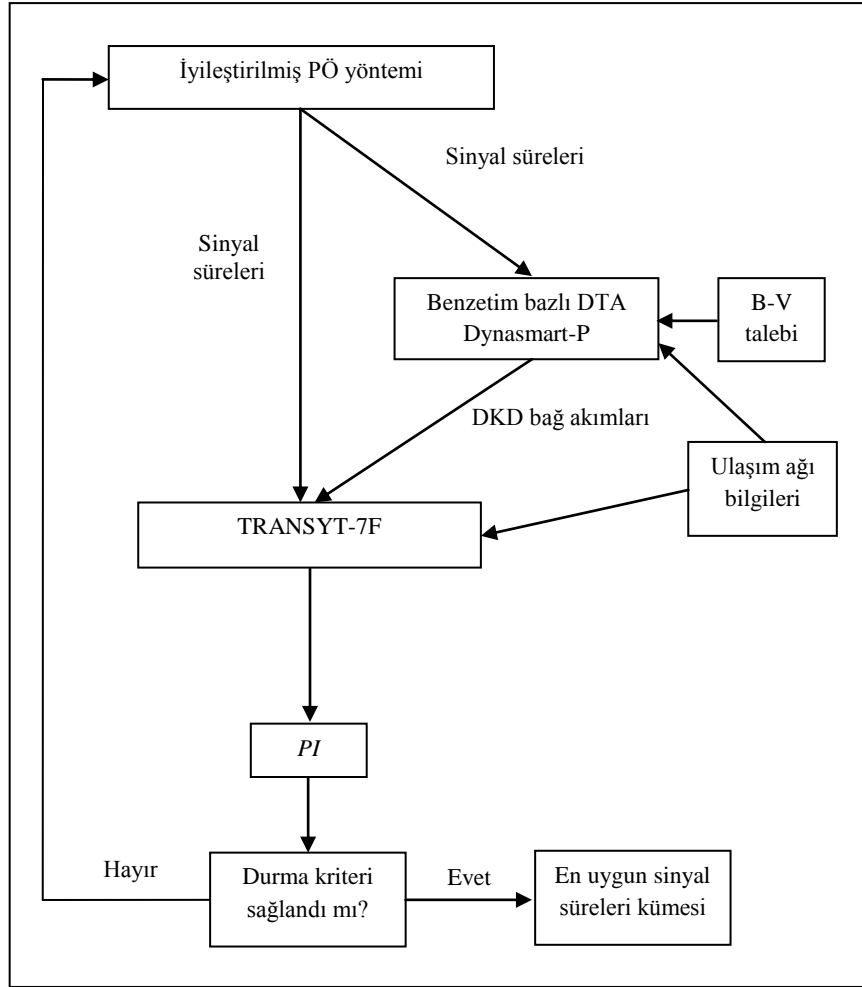 İyileştirilmiş PÖ yöntemi
Sinyal süreleri
Sinyal
süreleri
Benzetim bazlı DTA
Dynasmart-P
B-V
talebi
DKD bağ akımları
Ulaşım ağı
bilgileri
TRANSYT-7F
PI
Hayır
Durma kriteri
sağlandı mı?
Evet
En uygun sinyal
süreleri kümesi